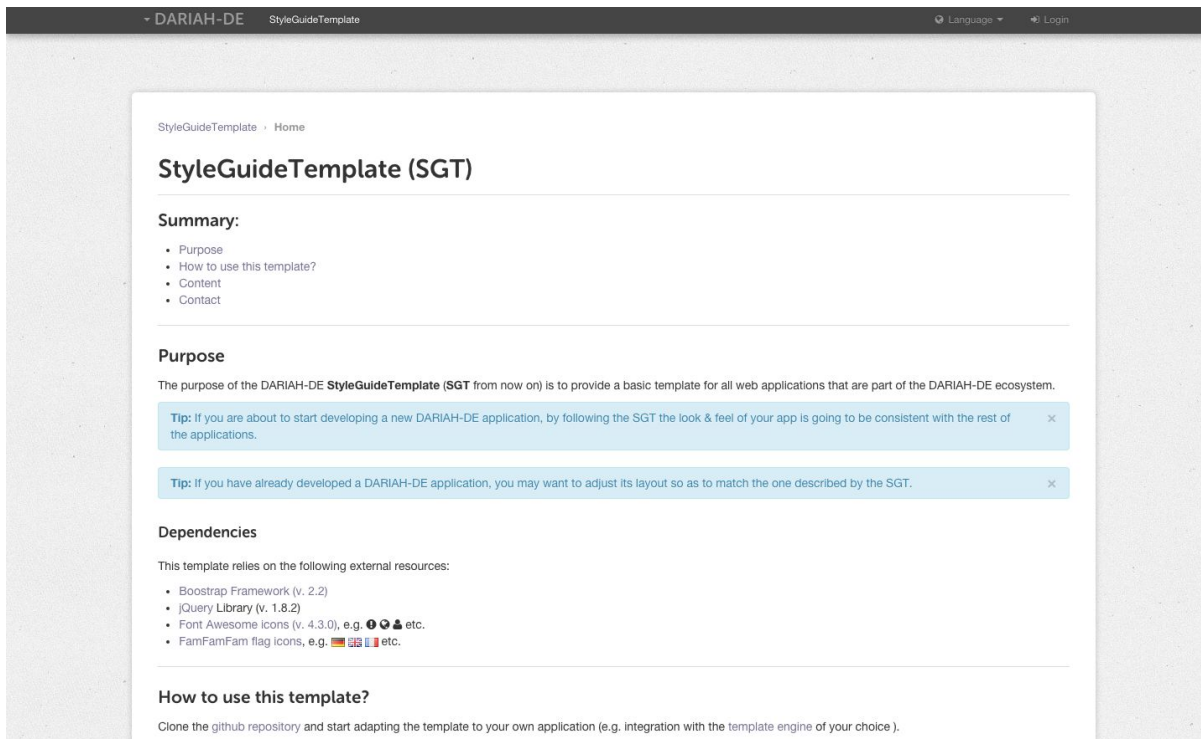 DARIAH-DE StyleGuideTemplate Language Login
StyleGuideTemplate › Home
StyleGuideTemplate (SGT)
Summary:
• Purpose
• How to use this template?
• Content
• Contact
Purpose
The purpose of the DARIAH-DE StyleGuideTemplate (SGT from now on) is to provide a basic template for all web applications that are part of the DARIAH-DE ecosystem.
Tip: If you are about to start developing a new DARIAH-DE application, by following the SGT the look & feel of your app is going to be consistent with the rest of ×
the applications.
Tip: If you have already developed a DARIAH-DE application, you may want to adjust its layout so as to match the one described by the SGT. ×
Dependencies
This template relies on the following external resources:
• Boostrap Framework (v. 2.2)
• jQuery Library (v. 1.8.2)
• Font Awesome icons (v. 4.3.0), e.g. etc.
• FamFamFam flag icons, e.g. etc.
How to use this template?
Clone the github repository and start adapting the template to your own application (e.g. integration with the template engine of your choice ).